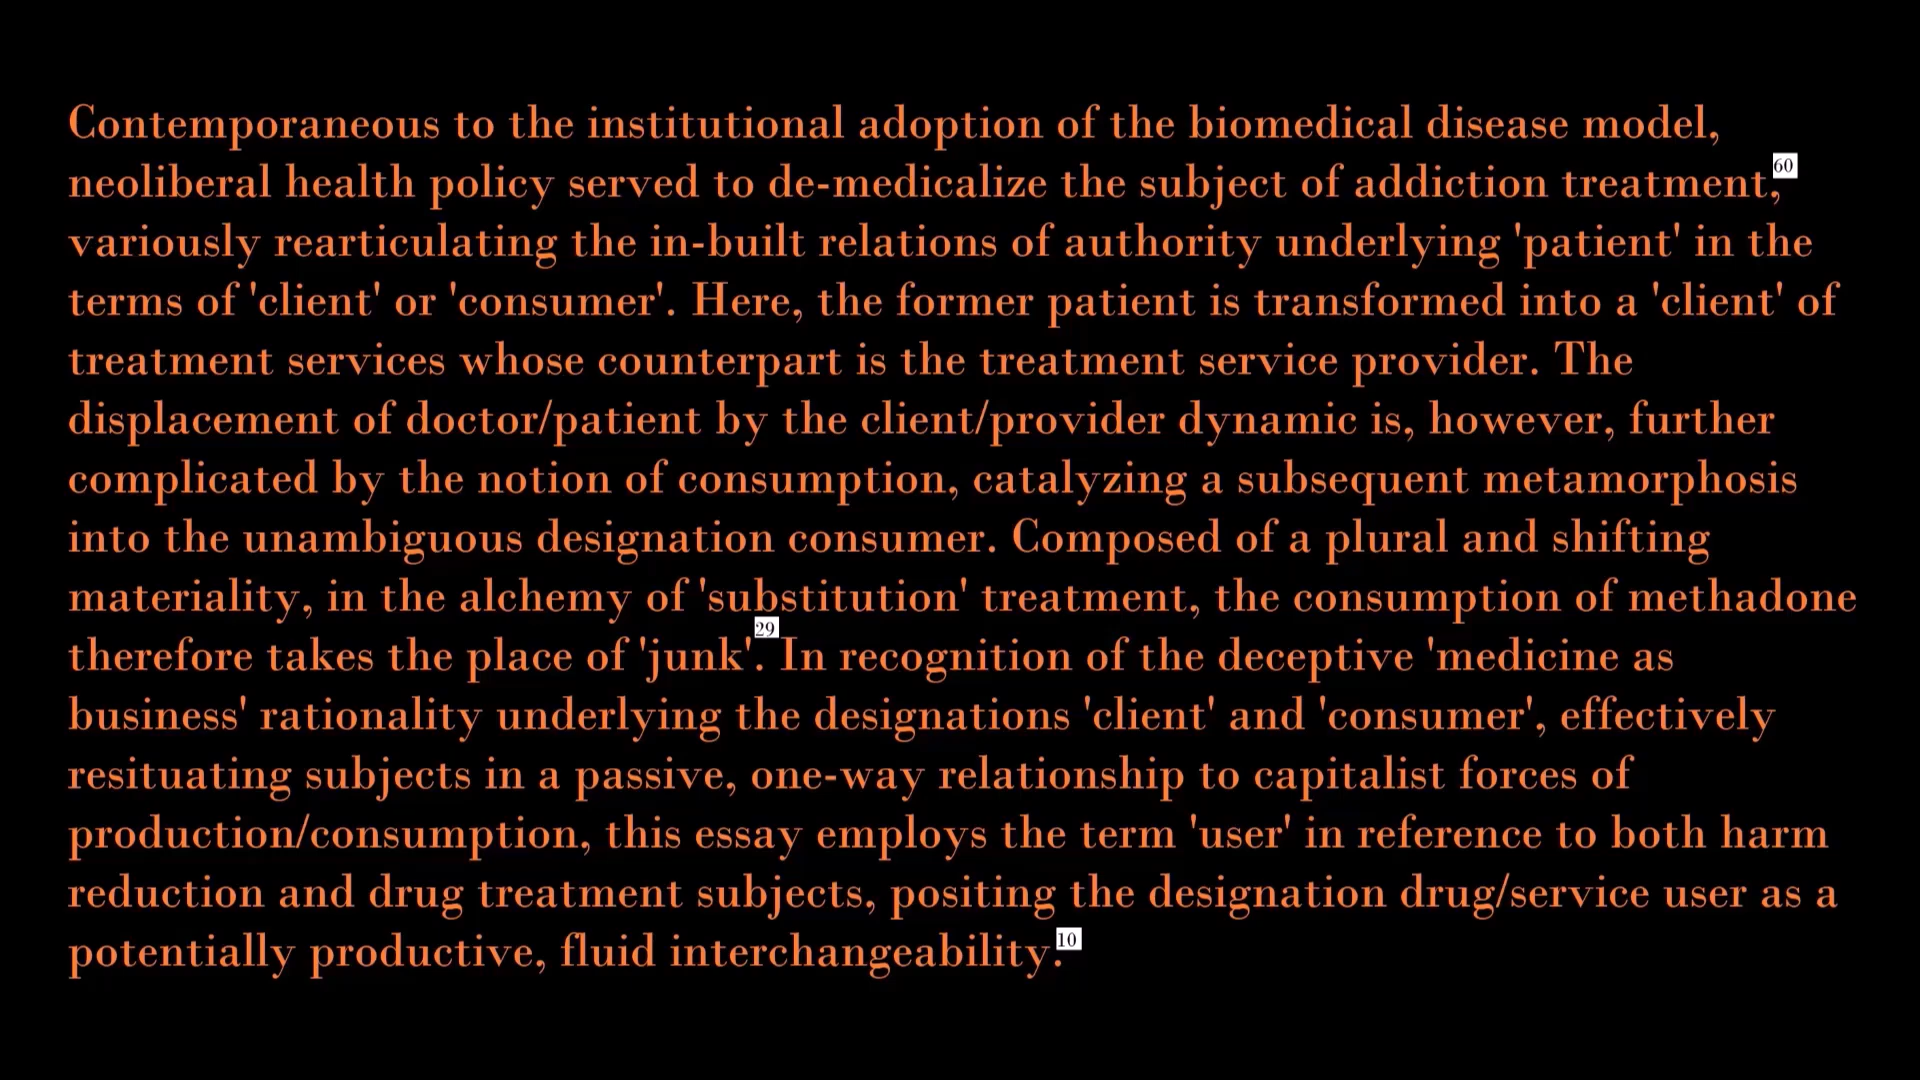 Contemporaneous to the institutional adoption of the biomedical disease model,
neoliberal health policy served to de-medicalize the subject of addiction treatment,60
variously rearticulating the in-built relations of authority underlying 'patient' in the
terms of 'client' or 'consumer'. Here, the former patient is transformed into a 'client' of
treatment services whose counterpart is the treatment service provider. The
displacement of doctor/patient by the client/provider dynamic is, however, further
complicated by the notion of consumption, catalyzing a subsequent metamorphosis
into the unambiguous designation consumer. Composed of a plural and shifting
materiality, in the alchemy of 'substitution' treatment, the consumption of methadone
therefore takes the place of 'junk'.29 In recognition of the deceptive 'medicine as
business' rationality underlying the designations 'client' and 'consumer', effectively
resituating subjects in a passive, one-way relationship to capitalist forces of
production/consumption, this essay employs the term 'user' in reference to both harm
reduction and drug treatment subjects, positing the designation drug/service user as a
potentially productive, fluid interchangeability.10